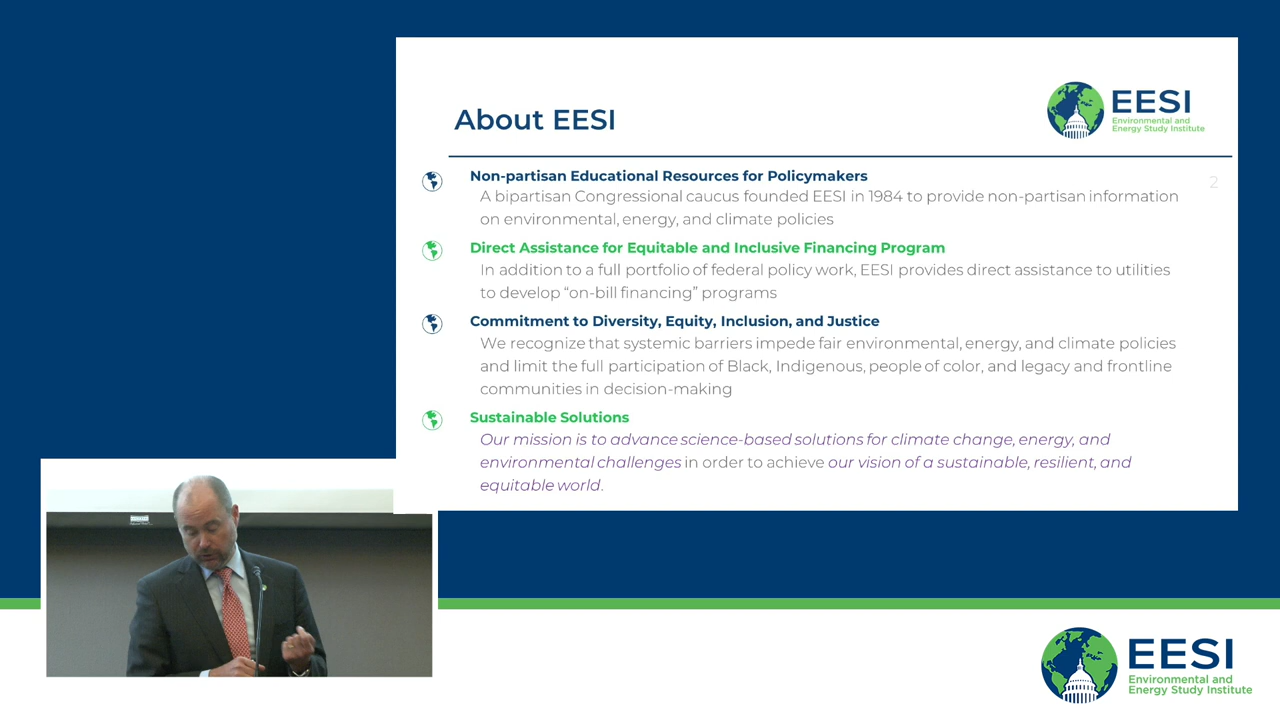 About EESI
EESI
Environmental and
Energy Study Institute
2
Non-partisan Educational Resources for Policymakers
A bipartisan Congressional caucus founded EESI in 1984 to provide non-partisan information
on environmental, energy, and climate policies
Direct Assistance for Equitable and Inclusive Financing Program
In addition to a full portfolio of federal policy work, EESI provides direct assistance to utilities
to develop “on-bill financing” programs
Commitment to Diversity, Equity, Inclusion, and Justice
We recognize that systemic barriers impede fair environmental, energy, and climate policies
and limit the full participation of Black, Indigenous, people of color, and legacy and frontline
communities in decision-making
Sustainable Solutions
Our mission is to advance science-based solutions for climate change, energy, and
environmental challenges in order to achieve our vision of a sustainable, resilient, and
equitable world.
EESI
Environmental and
Energy Study Institute